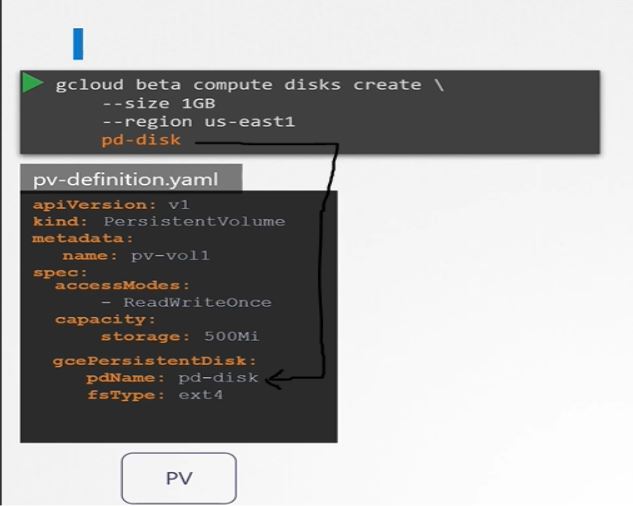 gcloud beta compute disks create \
--size 1GB
--region us-east1
pd-disk
pv-definition.yaml
apiVersion: v1
kind: PersistentVolume
metadata:
name: pv-vol1
spec:
accessModes:
- ReadWriteOnce
capacity:
storage: 500Mi
gcePersistentDisk:
pdName: pd-disk
fsType: ext4
PV